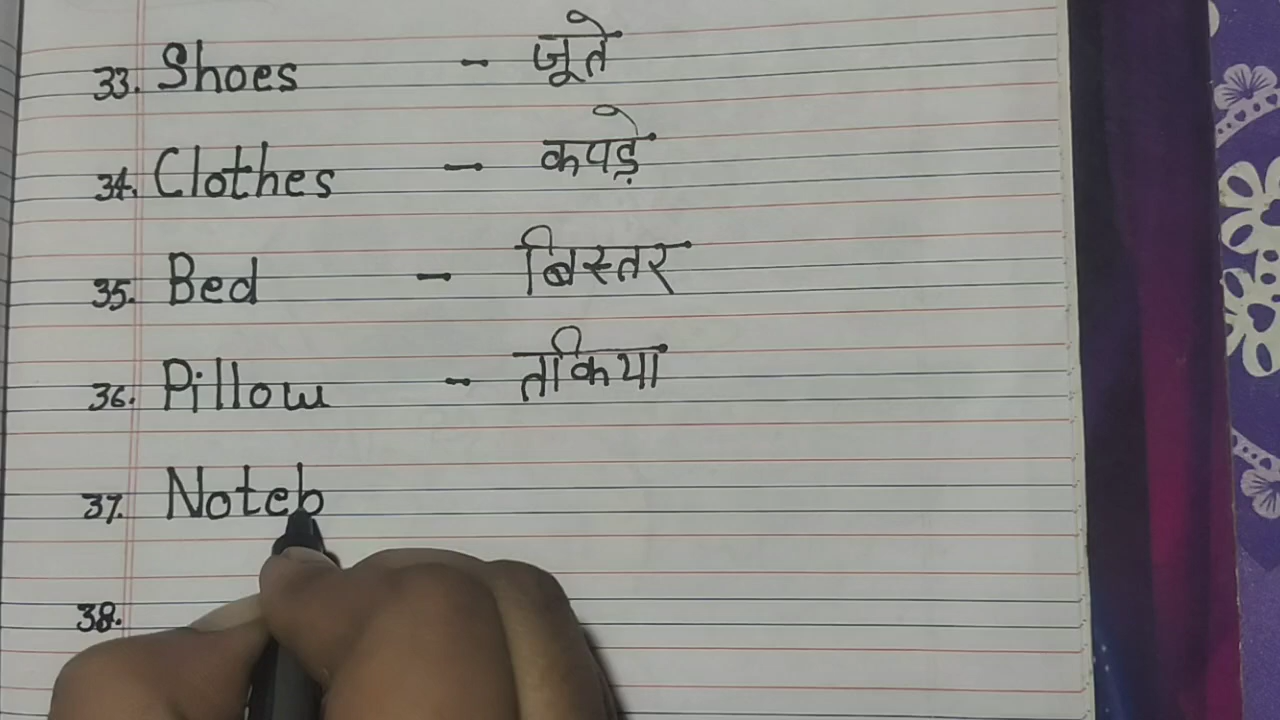 33. Shoes - जूते
34. Clothes - कपड़े
35. Bed - बिस्तर
36. Pillow - तकिया
37. Noteb
38.